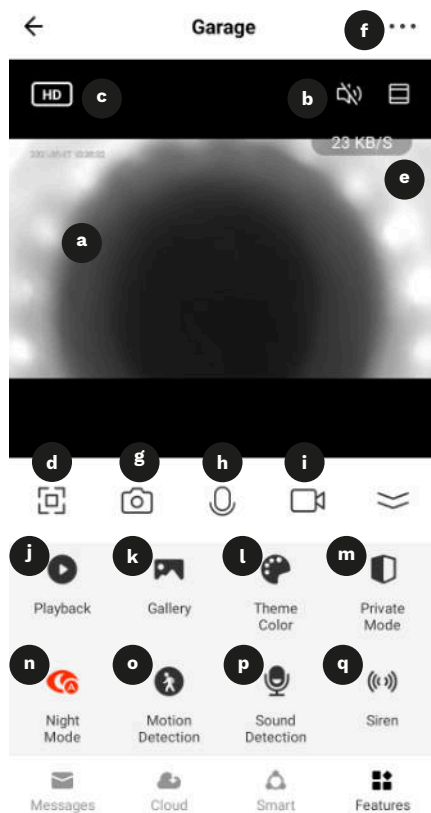 Garage
f
HD
c
b
23 KB/S
e
a
d
g
h
i
j
k
l
m
Playback
Gallery
Theme
Color
Private
Mode
n
o
p
q
Night
Mode
Motion
Detection
Sound
Detection
Siren
Messages
Cloud
Smart
Features